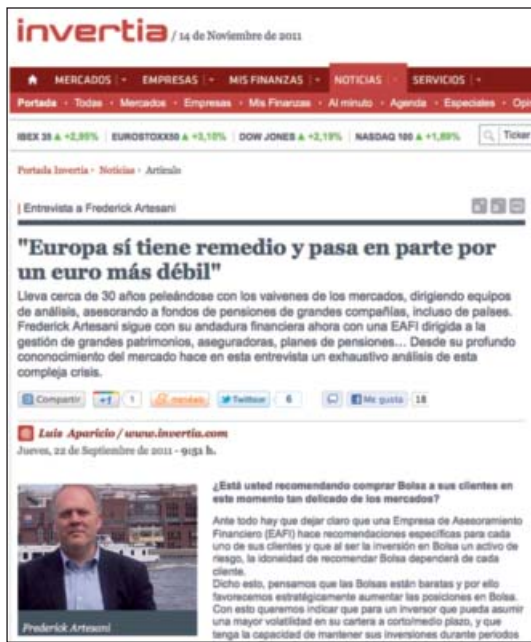 invertia / 14 de Noviembre de 2011
MERCADOS EMPRESAS MIS FINANZAS NOTICIAS SERVICIOS
Portada · Todas · Mercados · Empresas · Mis Finanzas · Al minuto · Agenda · Especiales · Opi
IBEX 35 ▲ EUROSTOXX50 ▲ DOW JONES ▲ +2,19% NASDAQ 100 ▲ Ticker
Portada Invertia · Noticias · Artículo
| Entrevista a Frederick Artesani
"Europa sí tiene remedio y pasa en parte por
un euro más débil"
Lleva cerca de 30 años peleándose con los vaivenes de los mercados, dirigiendo equipos
de análisis, asesorando a fondos de pensiones de grandes compañías, incluso de países.
Frederick Artesani sigue con su andadura financiera ahora con una EAFI dirigida a la
gestión de grandes patrimonios, aseguradoras, planes de pensiones... Desde su profundo
cononocimiento del mercado hace en esta entrevista un exhaustivo análisis de esta
compleja crisis.
Compartir +1 1 menéalo Twittear 6 Me gusta 18
Luis Aparicio / www.invertia.com
Jueves, 22 de Septiembre de 2011 - 9:51 h.
¿Está usted recomendando comprar Bolsa a sus clientes en
este momento tan delicado de los mercados?
Ante todo hay que dejar claro que una Empresa de Asesoramiento
Financiero (EAFI) hace recomendaciones específicas para cada
uno de sus clientes y que al ser la inversión en Bolsa un activo de
riesgo, la idoneidad de recomendar Bolsa dependerá de cada
cliente.
Dicho esto, pensamos que las Bolsas están baratas y por ello
favorecemos estratégicamente aumentar las posiciones en Bolsa.
Con esto queremos indicar que para un inversor que pueda asumir
una mayor volatilidad en su cartera a corto/medio plazo, y que
tenga la capacidad de mantener sus inversiones durante periodos
Frederick Artesani